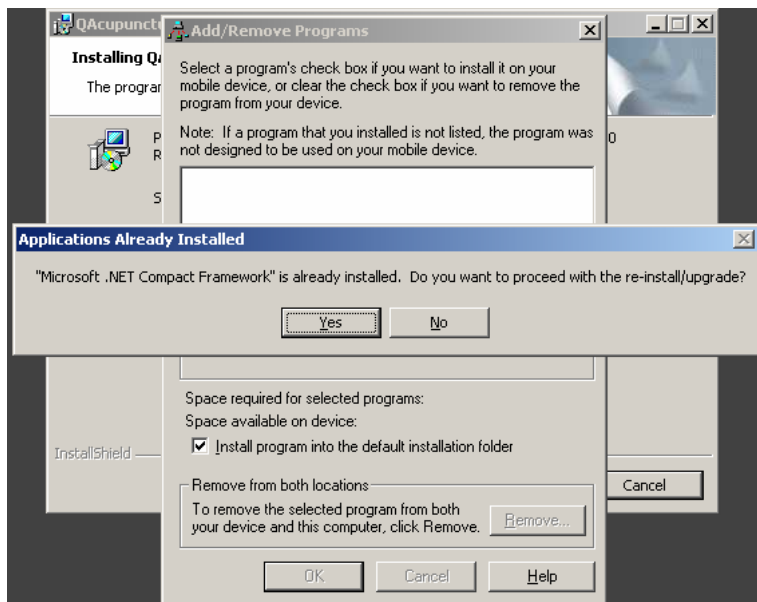 QAcupunctu
Add/Remove Programs
Installing QA
The progran
Select a program's check box if you want to install it on your
mobile device, or clear the check box if you want to remove the
program from your device.
Note: If a program that you installed is not listed, the program was
not designed to be used on your mobile device.
P
R
S
0
Applications Already Installed
"Microsoft .NET Compact Framework" is already installed. Do you want to proceed with the re-install/upgrade?
Yes
No
Space required for selected programs:
Space available on device:
Install program into the default installation folder
InstallShield
Remove from both locations
To remove the selected program from both
your device and this computer, click Remove.
Remove...
Cancel
OK
Cancel
Help